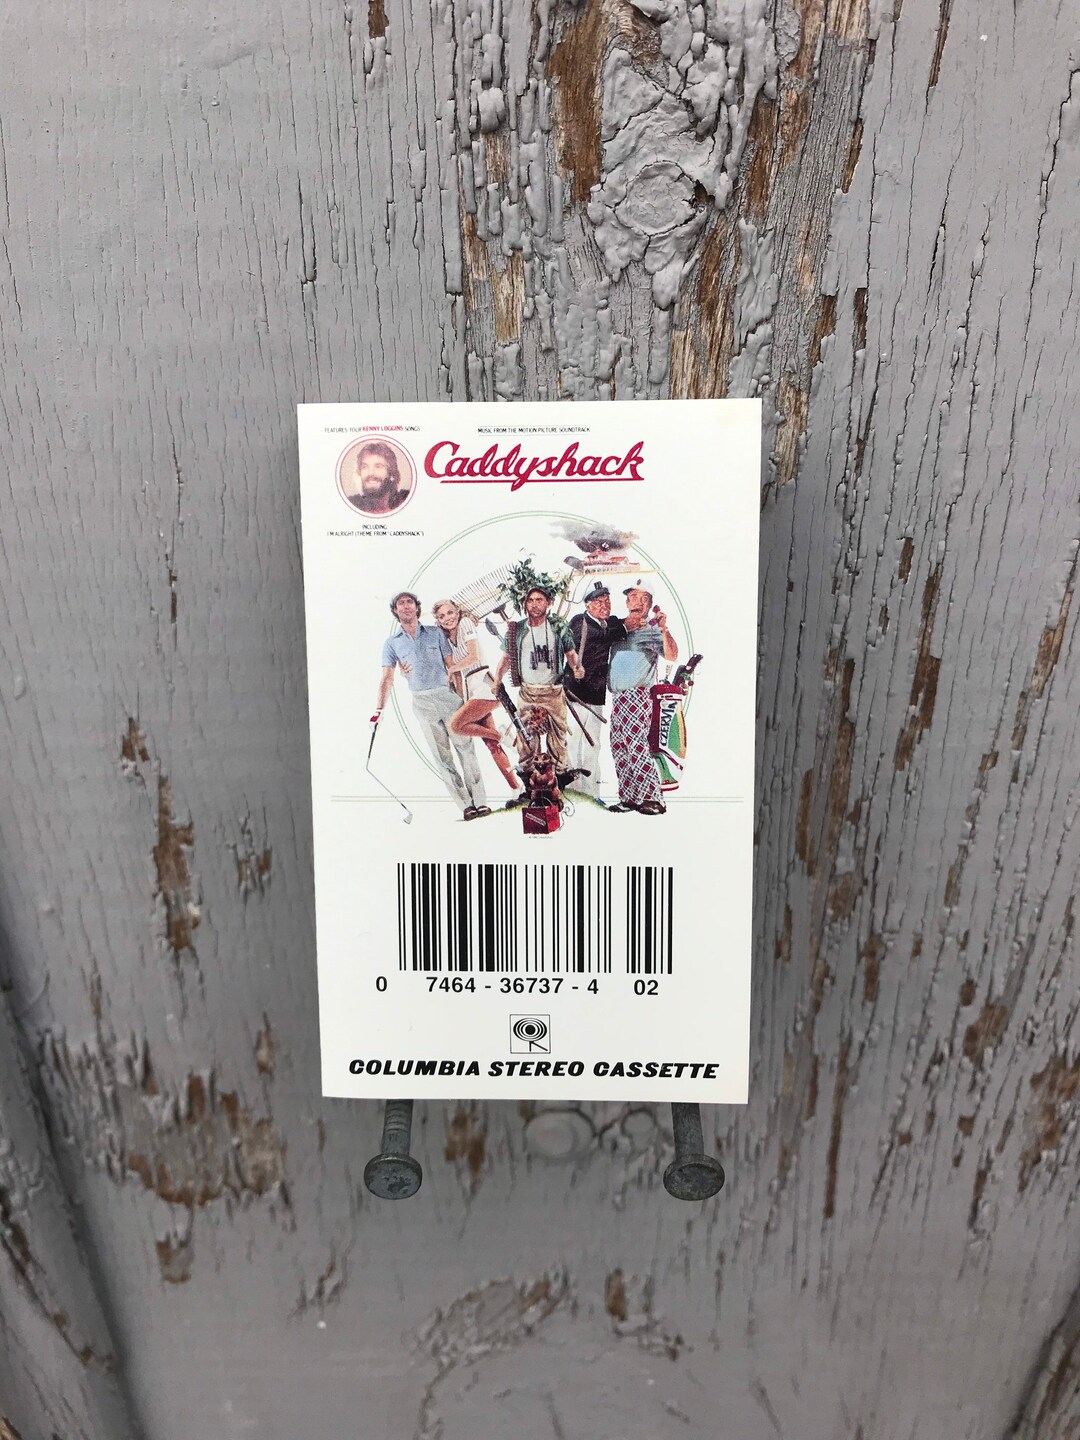 FEATURES FOUR KENNY LOGGINS SONGS
MUSIC FROM THE MOTION PICTURE SOUNDTRACK
Caddyshack
INCLUDING
I'M ALRIGHT (THEME FROM "CADDYSHACK")
CZERVIK
0 7464 - 36737 - 4 02
COLUMBIA STEREO CASSETTE